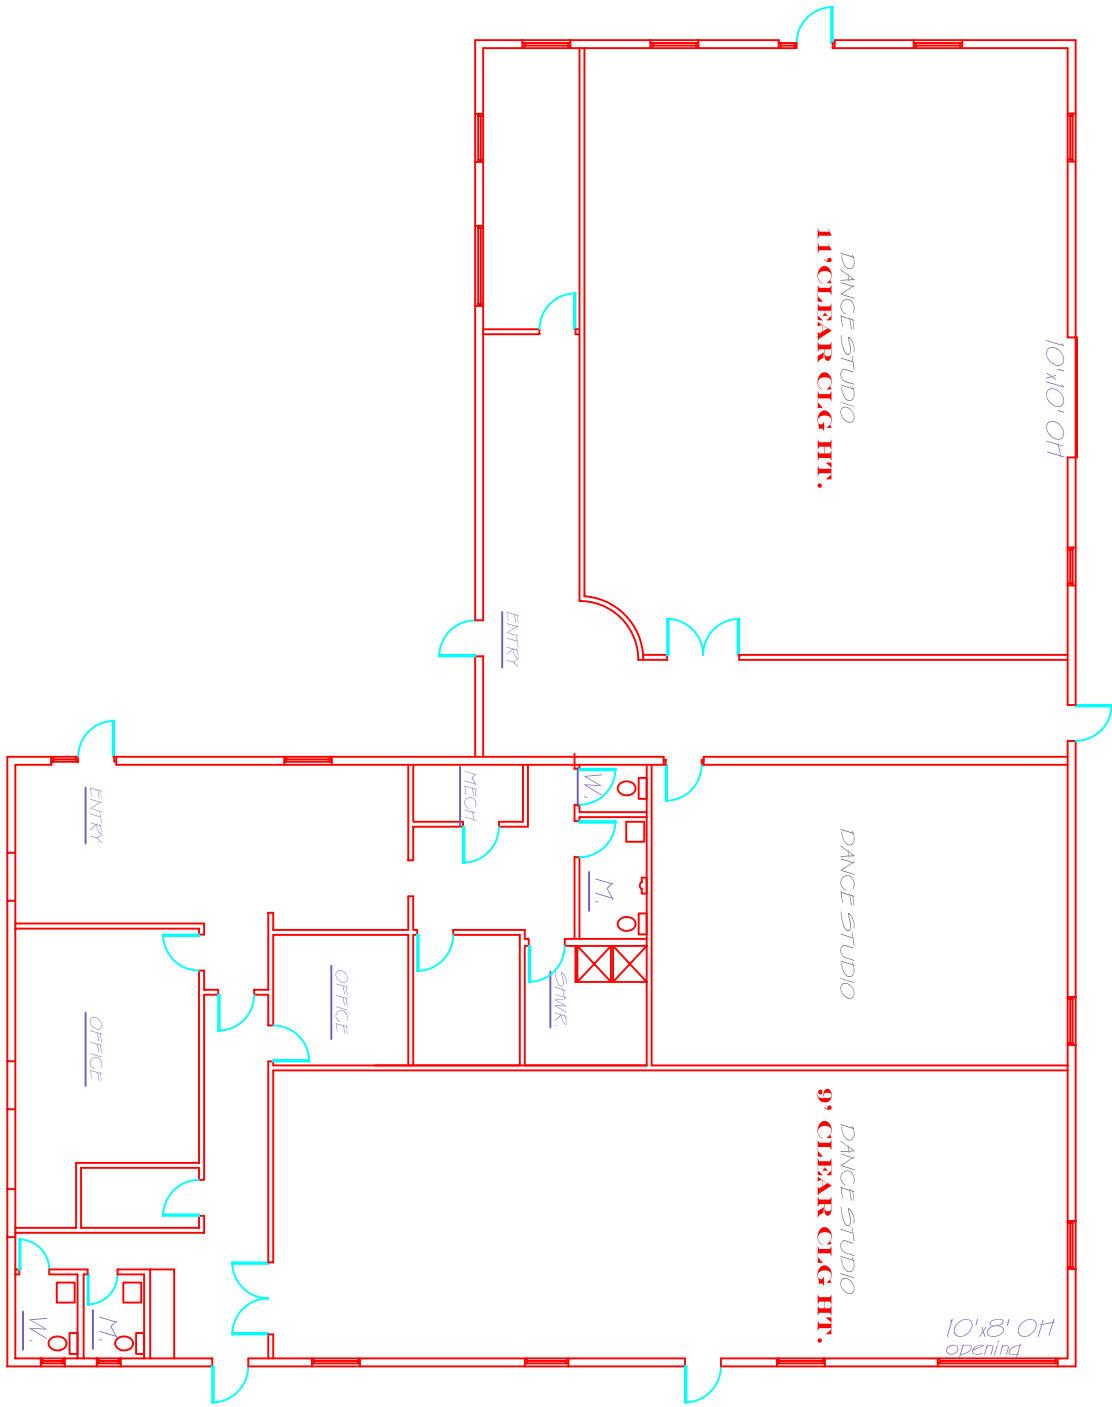 DANCE STUDIO
11'CLEAR CLG HT.
10'x10' OH
ENTRY
ENTRY
MECH
W.
M.
DANCE STUDIO
OFFICE
OFFICE
SHWR.
DANCE STUDIO
9' CLEAR CLG HT.
W.
M.
10'x8' OH
opening